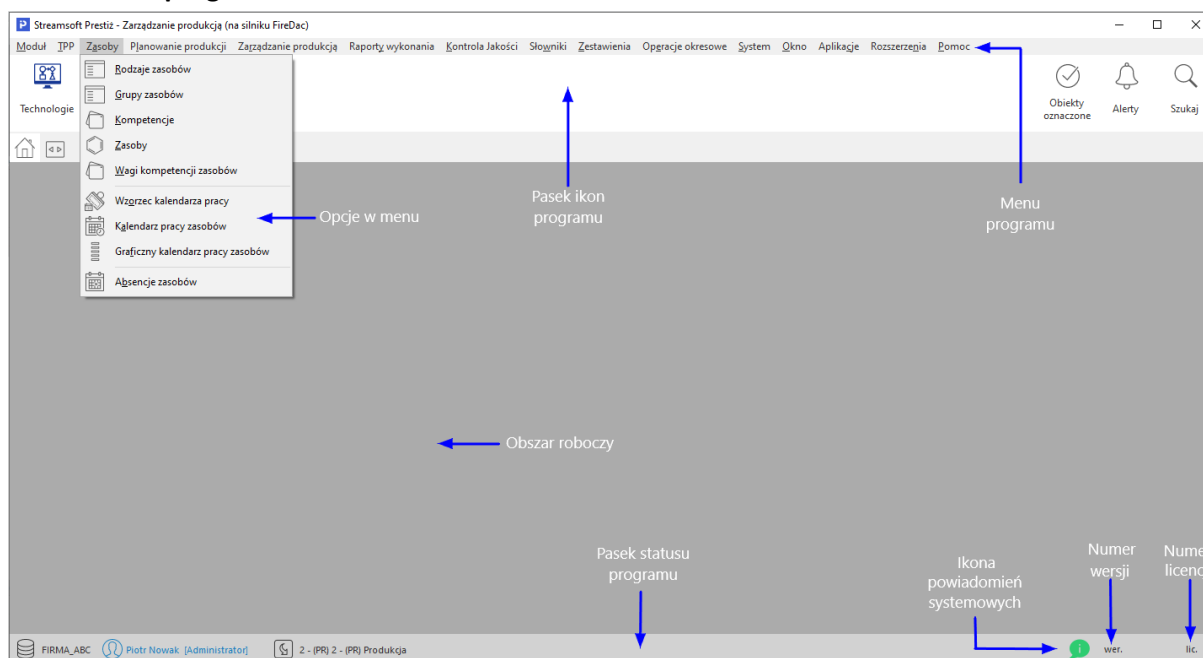 Streamsoft Prestiż - Zarządzanie produkcją (na silniku FireDac)
Moduł TPP Zasoby Planowanie produkcji Zarządzanie produkcją Raporty wykonania Kontrola Jakości Słowniki Zestawienia Operacje okresowe System Okno Aplikacje Rozszerzenia Pomoc
Technologie
Obiekty oznaczone
Alerty
Szukaj
Rodzaje zasobów
Grupy zasobów
Kompetencje
Zasoby
Wagi kompetencji zasobów
Wzorzec kalendarza pracy
Kalendarz pracy zasobów
Graficzny kalendarz pracy zasobów
Absencje zasobów
Opcje w menu
Pasek ikon
programu
Menu
programu
Obszar roboczy
Pasek statusu
programu
Ikona
powiadomień
systemowych
Numer
wersji
FIRMA_ABC Piotr Nowak [Administrator] 2 - (PR) 2 - (PR) Produkcja wer. lic.